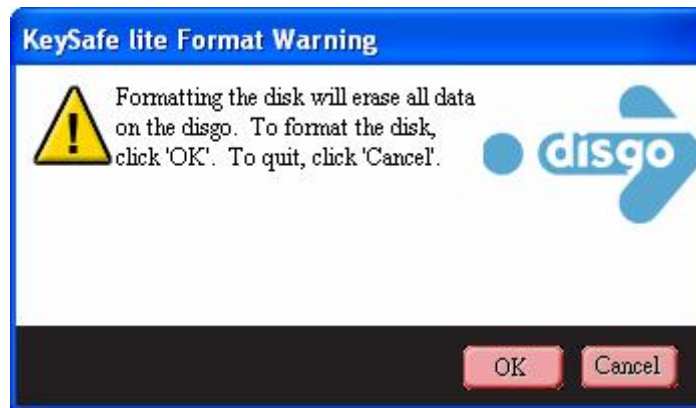 KeySafe lite Format Warning
Formatting the disk will erase all data
on the disgo.  To format the disk,
click 'OK'.  To quit, click 'Cancel'.
disgo
OK
Cancel